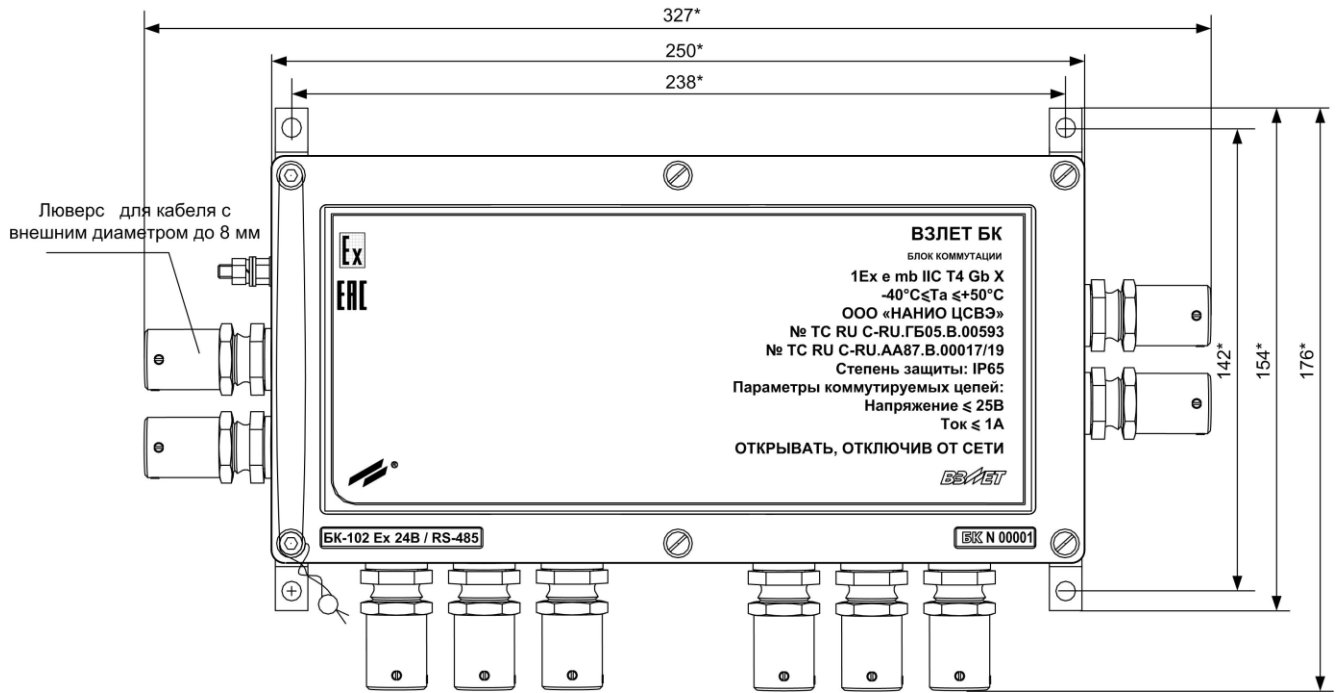 327*
250*
238*
Люверс для кабеля с
внешним диаметром до 8 мм
Ex
EAC
ВЗЛЕТ БК
БЛОК КОММУТАЦИИ
1Ex e mb IIC T4 Gb X
-40°C≤Ta ≤+50°C
ООО «НАНИО ЦСВЭ»
№ ТС RU C-RU.ГБ05.В.00593
№ ТС RU C-RU.АА87.В.00017/19
Степень защиты: IP65
Параметры коммутируемых цепей:
Напряжение ≤ 25В
Ток ≤ 1А
ОТКРЫВАТЬ, ОТКЛЮЧИВ ОТ СЕТИ
®
ВЗЛЕТ
БК-102 Ex 24В / RS-485
БК N 00001
142*
154*
176*